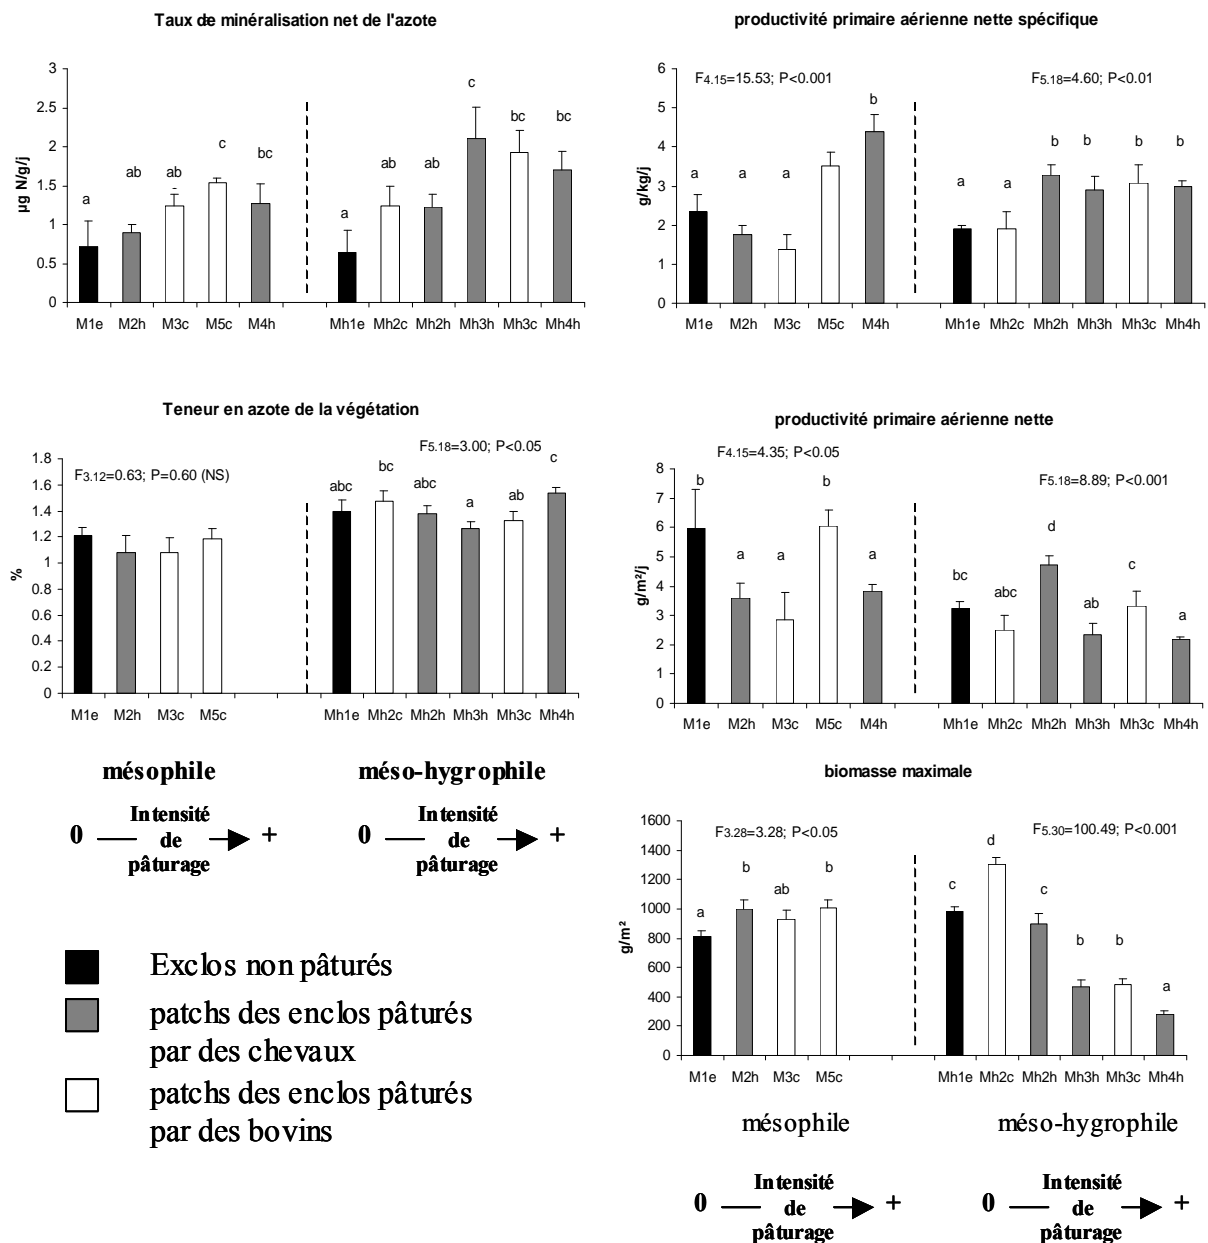 Taux de minéralisation net de l'azote
3
2.5
2
1.5
1
0.5
0
µg N/g/j
a
ab
ab
c
bc
a
ab
ab
c
bc
bc
M1e M2h M3c M5c M4h Mh1e Mh2c Mh2h Mh3h Mh3c Mh4h
productivité primaire aérienne nette spécifique
6
5
4
3
2
1
0
g/kg/j
F4.15=15.53; P<0.001
F5.18=4.60; P<0.01
a
a
a
b
a
a
b
b
b
b
M1e M2h M3c M5c M4h Mh1e Mh2c Mh2h Mh3h Mh3c Mh4h
Teneur en azote de la végétation
1.8
1.6
1.4
1.2
1
0.8
0.6
0.4
0.2
0
%
F3.12=0.63; P=0.60 (NS)
F5.18=3.00; P<0.05
abc
bc
abc
a
ab
c
M1e M2h M3c M5c Mh1e Mh2c Mh2h Mh3h Mh3c Mh4h
mésophile
méso-hygrophile
0 Intensité de pâturage +
0 Intensité de pâturage +
productivité primaire aérienne nette
8
7
6
5
4
3
2
1
0
g/m²/j
F4.15=4.35; P<0.05
F5.18=8.89; P<0.001
b
a
a
b
a
bc
abc
d
ab
c
a
M1e M2h M3c M5c M4h Mh1e Mh2c Mh2h Mh3h Mh3c Mh4h
biomasse maximale
1600
1400
1200
1000
800
600
400
200
0
g/m²
F3.28=3.28; P<0.05
F5.30=100.49; P<0.001
a
b
ab
b
c
d
c
b
b
a
M1e M2h M3c M5c Mh1e Mh2c Mh2h Mh3h Mh3c Mh4h
mésophile
méso-hygrophile
0 Intensité de pâturage +
0 Intensité de pâturage +
Exclos non pâturés
patchs des enclos pâturés
par des chevaux
patchs des enclos pâturés
par des bovins